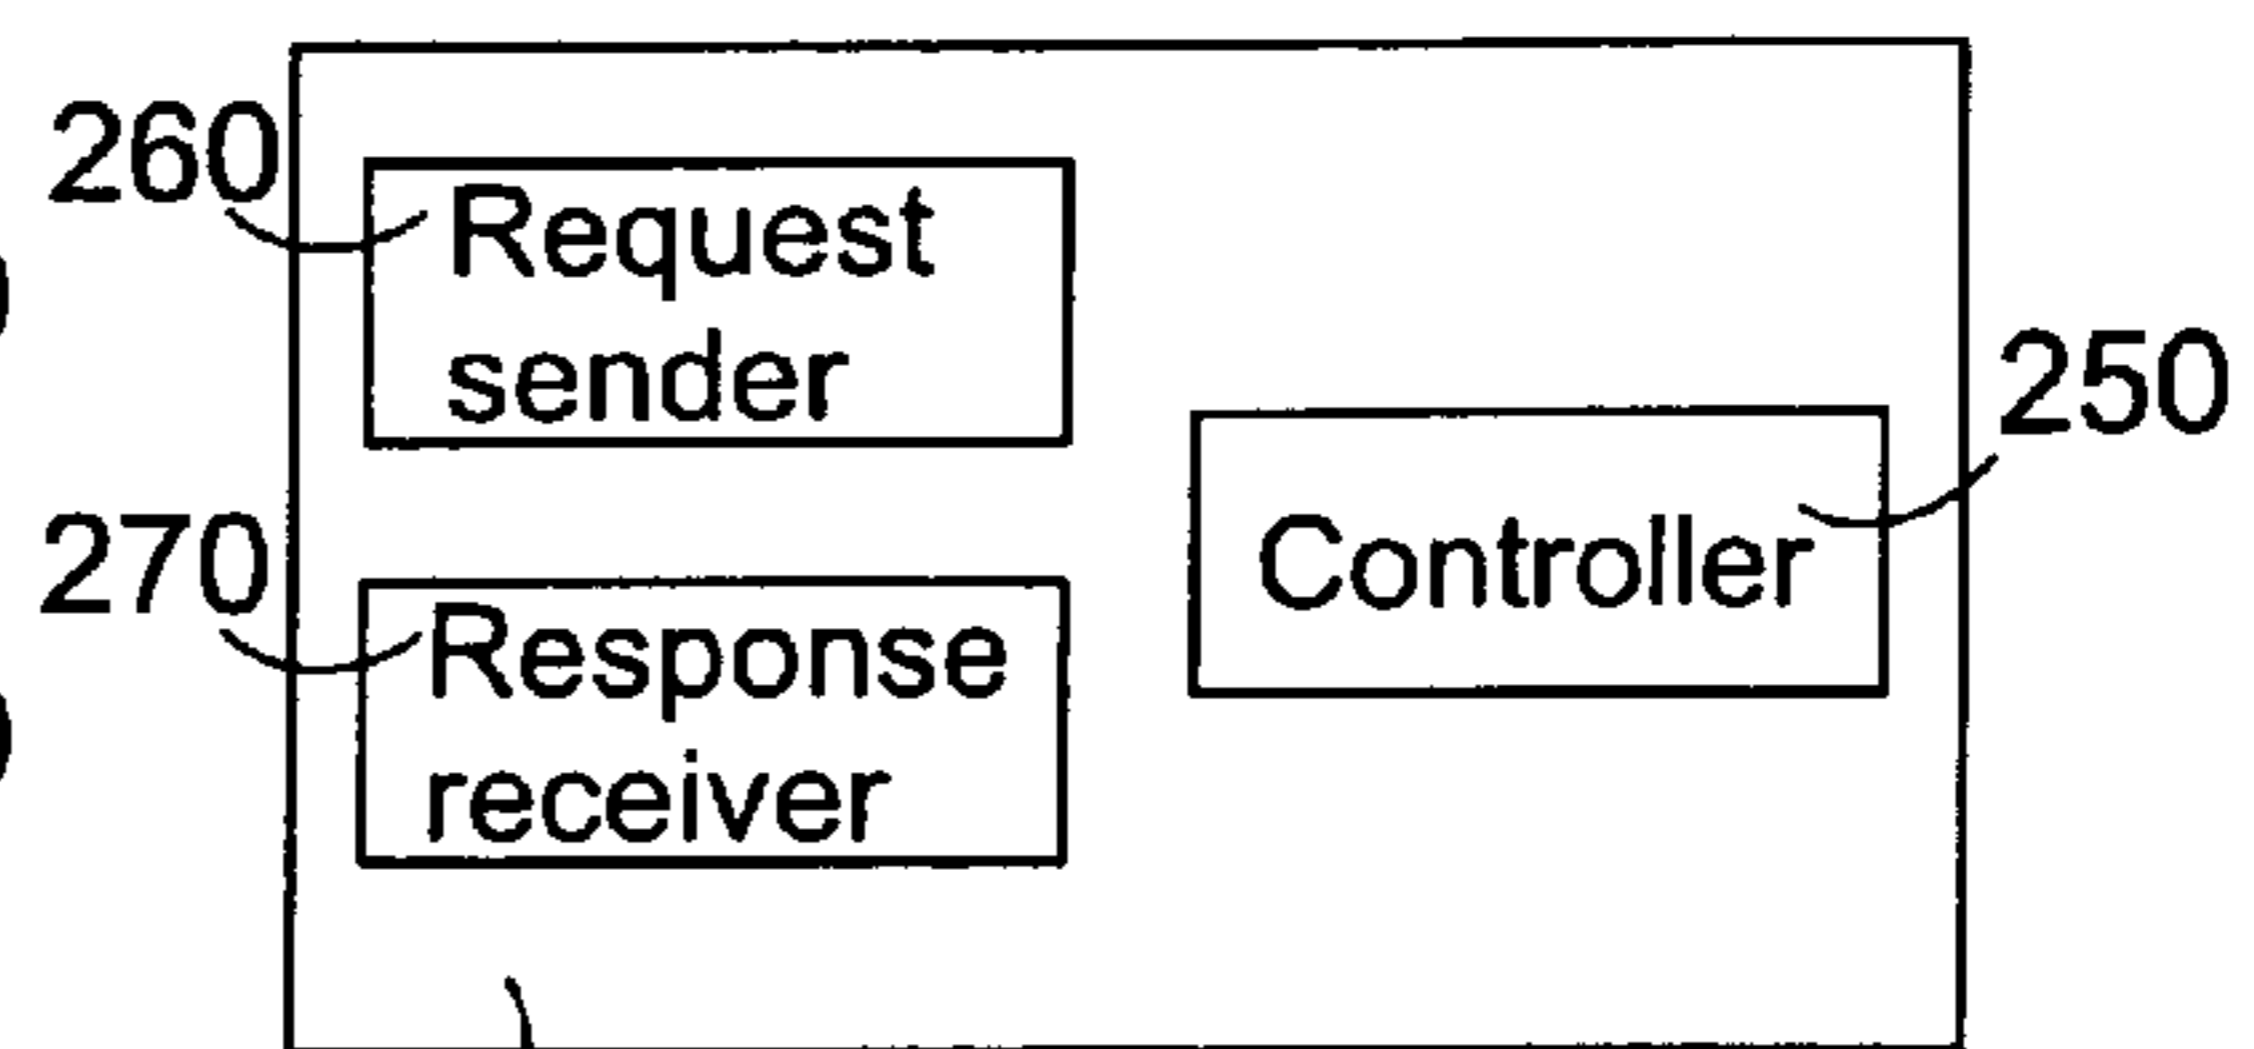 260
Request
sender
250
270
Controller
Response
receiver